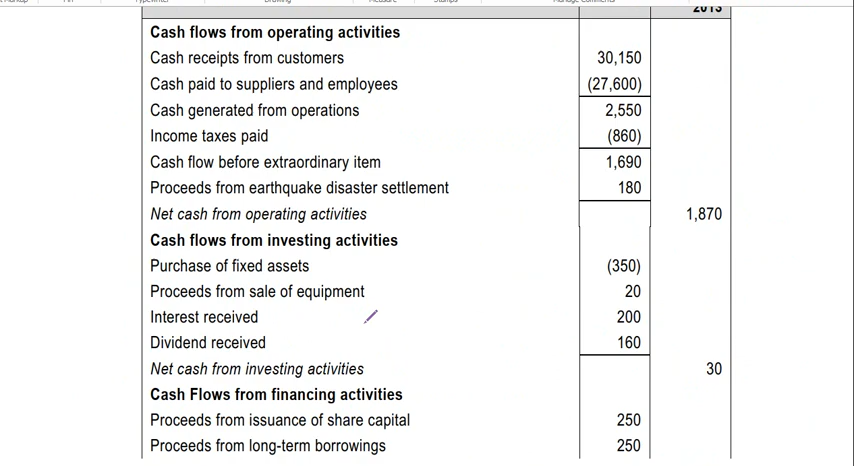 2013
Cash flows from operating activities
Cash receipts from customers 30,150
Cash paid to suppliers and employees (27,600)
Cash generated from operations 2,550
Income taxes paid (860)
Cash flow before extraordinary item 1,690
Proceeds from earthquake disaster settlement 180
Net cash from operating activities 1,870
Cash flows from investing activities
Purchase of fixed assets (350)
Proceeds from sale of equipment 20
Interest received 200
Dividend received 160
Net cash from investing activities 30
Cash Flows from financing activities
Proceeds from issuance of share capital 250
Proceeds from long-term borrowings 250